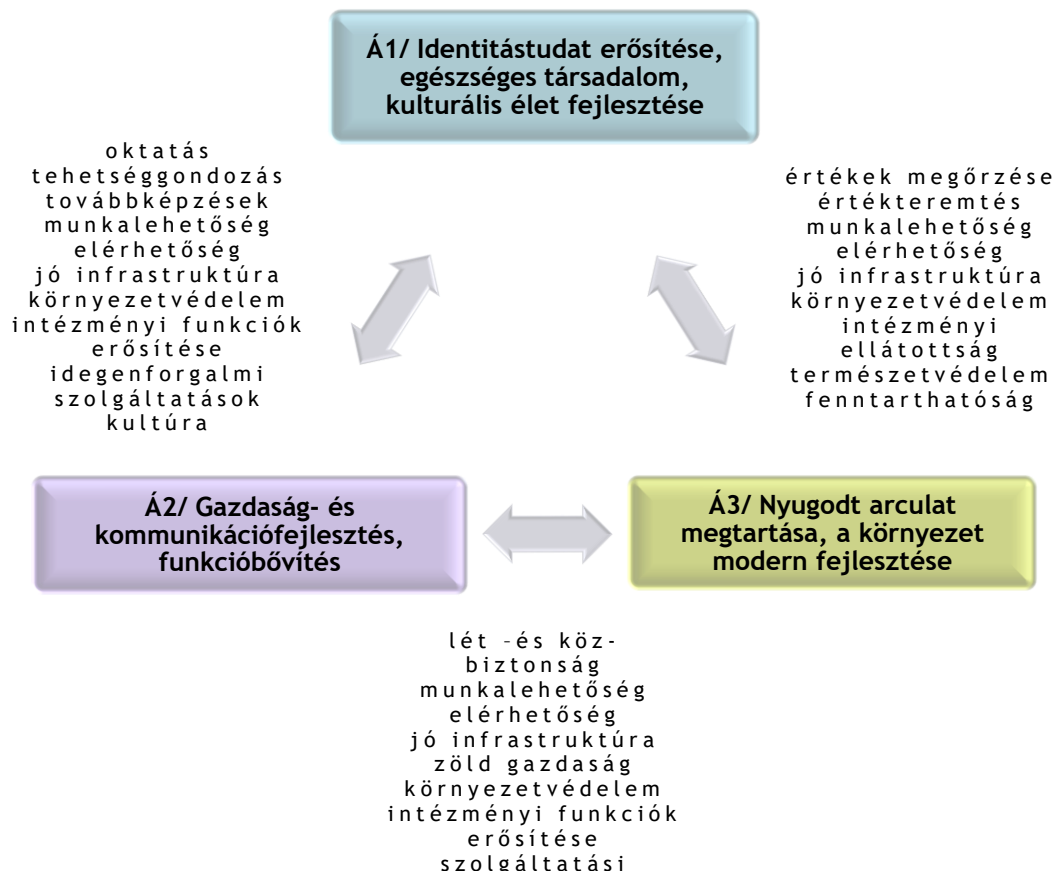 Á1/ Identitástudat erősítése,
egészséges társadalom,
kulturális élet fejlesztése
oktatás
tehetséggondozás
továbbképzések
munkalehetőség
elérhetőség
jó infrastruktúra
környezetvédelem
intézményi funkciók
erősítése
idegenforgalmi
szolgáltatások
kultúra
értékek megőrzése
értékteremtés
munkalehetőség
elérhetőség
jó infrastruktúra
környezetvédelem
intézményi
ellátottság
természetvédelem
fenntarthatóság
Á2/ Gazdaság- és
kommunikációfejlesztés,
funkcióbővítés
Á3/ Nyugodt arculat
megtartása, a környezet
modern fejlesztése
lét -és köz-
biztonság
munkalehetőség
elérhetőség
jó infrastruktúra
zöld gazdaság
környezetvédelem
intézményi funkciók
erősítése
szolgáltatási